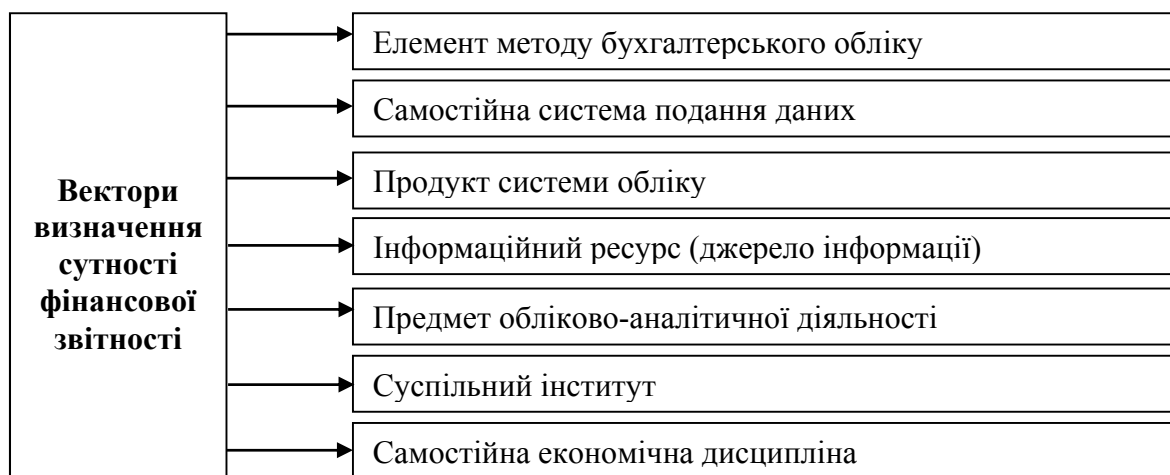 Вектори
визначення
сутності
фінансової
звітності
Елемент методу бухгалтерського обліку
Самостійна система подання даних
Продукт системи обліку
Інформаційний ресурс (джерело інформації)
Предмет обліково-аналітичної діяльності
Суспільний інститут
Самостійна економічна дисципліна